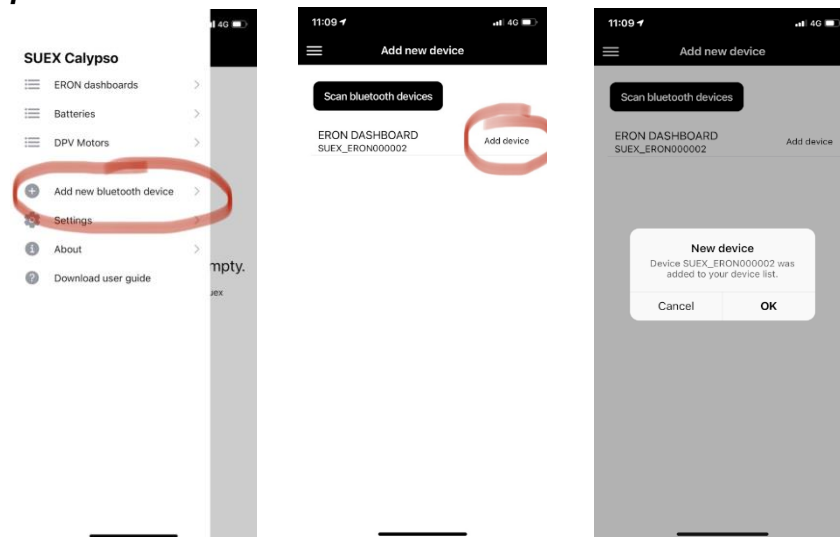 4G
SUEX Calypso
ERON dashboards
Batteries
DPV Motors
Add new bluetooth device
Settings
About
Download user guide
mpty.
uex
11:09
4G
Add new device
Scan bluetooth devices
ERON DASHBOARD
SUEX_ERON000002
Add device
11:09
4G
Add new device
Scan bluetooth devices
ERON DASHBOARD
SUEX_ERON000002
Add device
New device
Device SUEX_ERON000002 was
added to your device list.
Cancel
OK